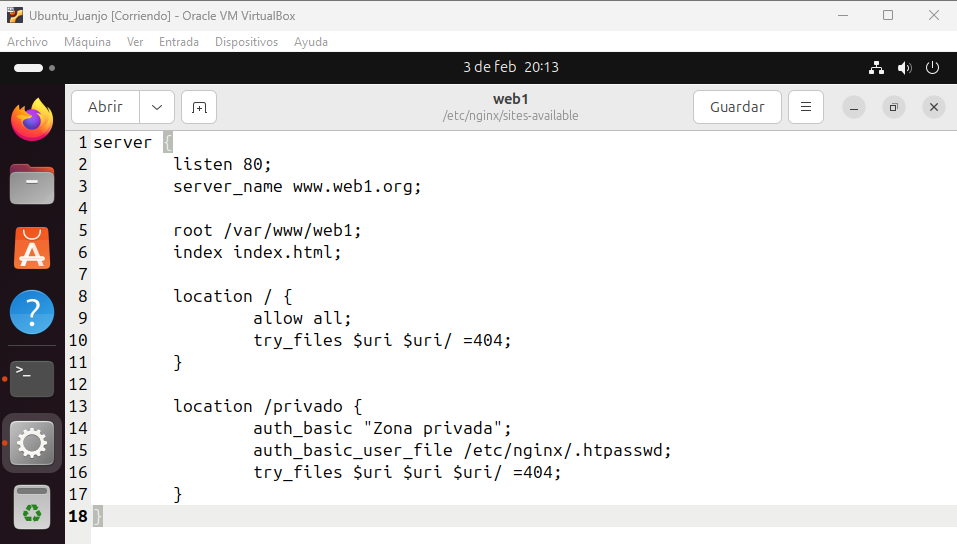 Ubuntu_Juanjo [Corriendo] - Oracle VM VirtualBox
Archivo Máquina Ver Entrada Dispositivos Ayuda
3 de feb 20:13
Abrir
web1
/etc/nginx/sites-available
Guardar
1 server {
2 listen 80;
3 server_name www.web1.org;
4
5 root /var/www/web1;
6 index index.html;
7
8 location / {
9 allow all;
10 try_files $uri $uri/ =404;
11 }
12
13 location /privado {
14 auth_basic "Zona privada";
15 auth_basic_user_file /etc/nginx/.htpasswd;
16 try_files $uri $uri $uri/ =404;
17 }
18 }